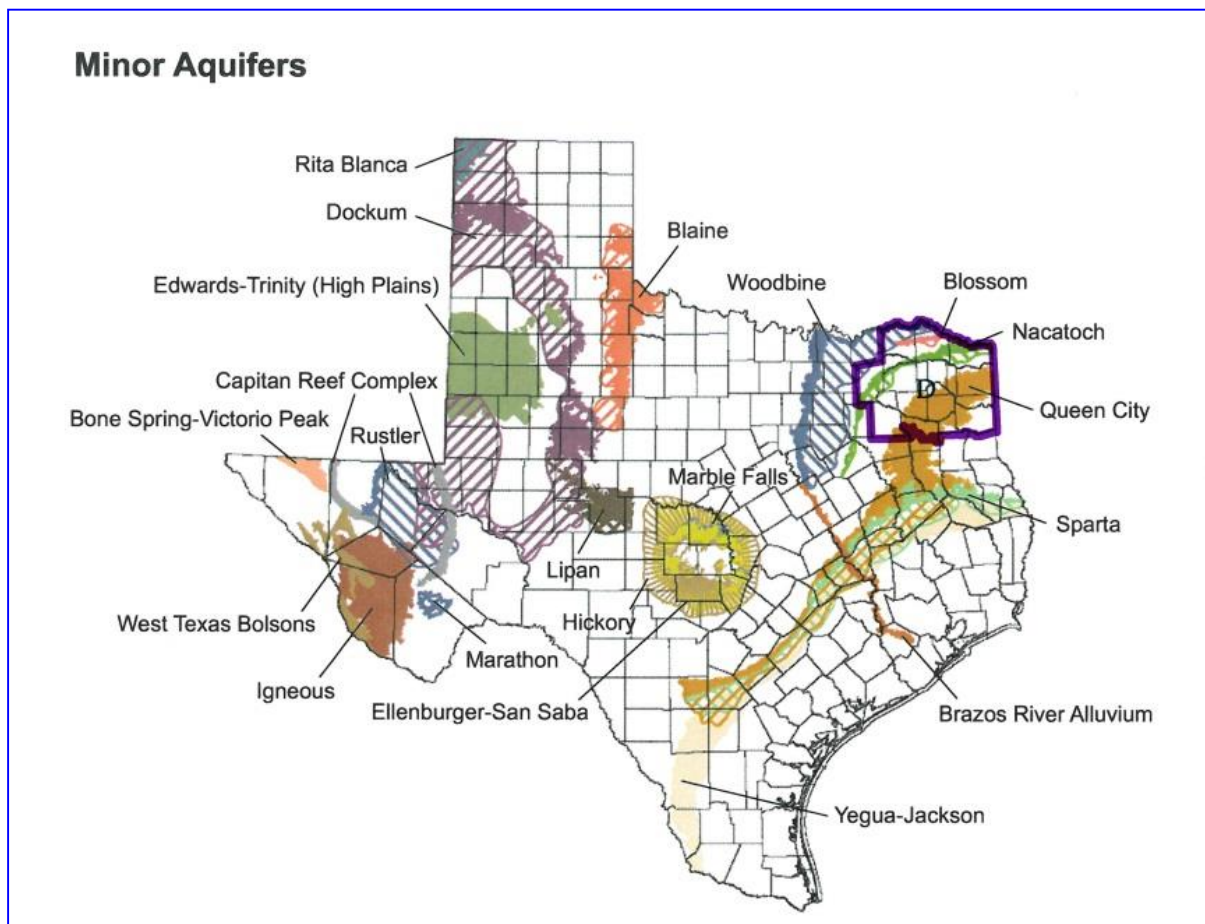 Minor Aquifers
Rita Blanca
Dockum
Blaine
Edwards-Trinity (High Plains)
Woodbine
Blossom
Nacatoch
Capitan Reef Complex
Bone Spring-Victorio Peak
Rustler
D
Queen City
Marble Falls
Sparta
Lipan
Hickory
West Texas Bolsons
Marathon
Igneous
Ellenburger-San Saba
Brazos River Alluvium
Yegua-Jackson